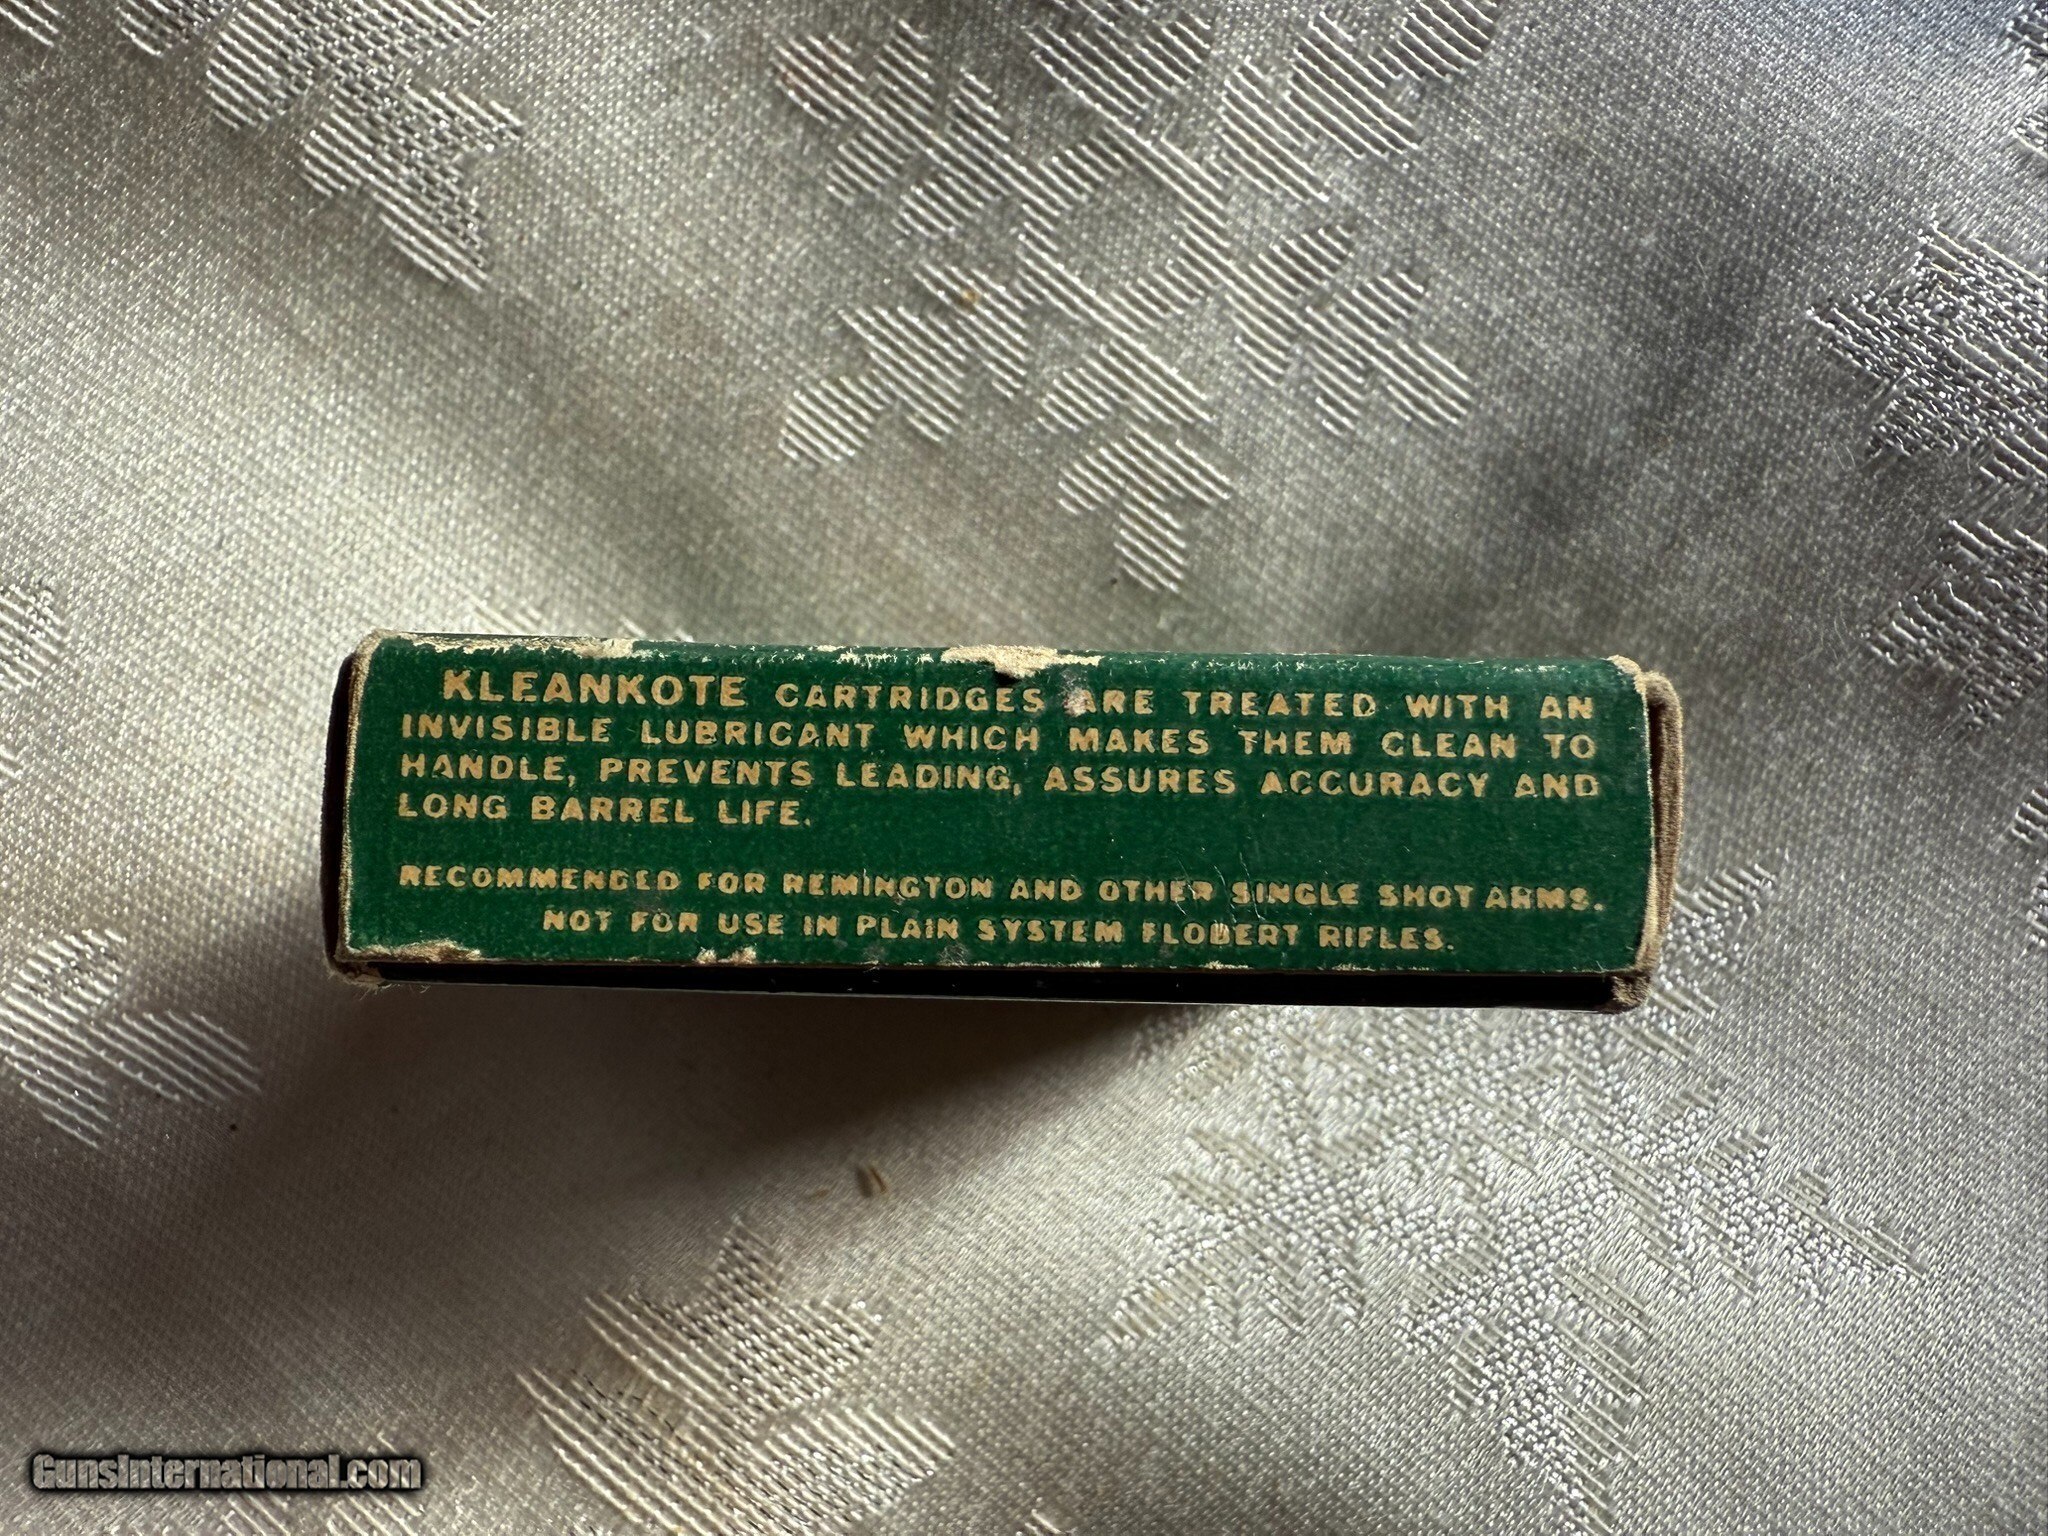 KLEANKOTE CARTRIDGES ARE TREATED WITH AN
INVISIBLE LUBRICANT WHICH MAKES THEM CLEAN TO
HANDLE, PREVENTS LEADING, ASSURES ACCURACY AND
LONG BARREL LIFE.
RECOMMENDED FOR REMINGTON AND OTHER SINGLE SHOT ARMS.
NOT FOR USE IN PLAIN SYSTEM FLOBERT RIFLES.
GunsInternational.com